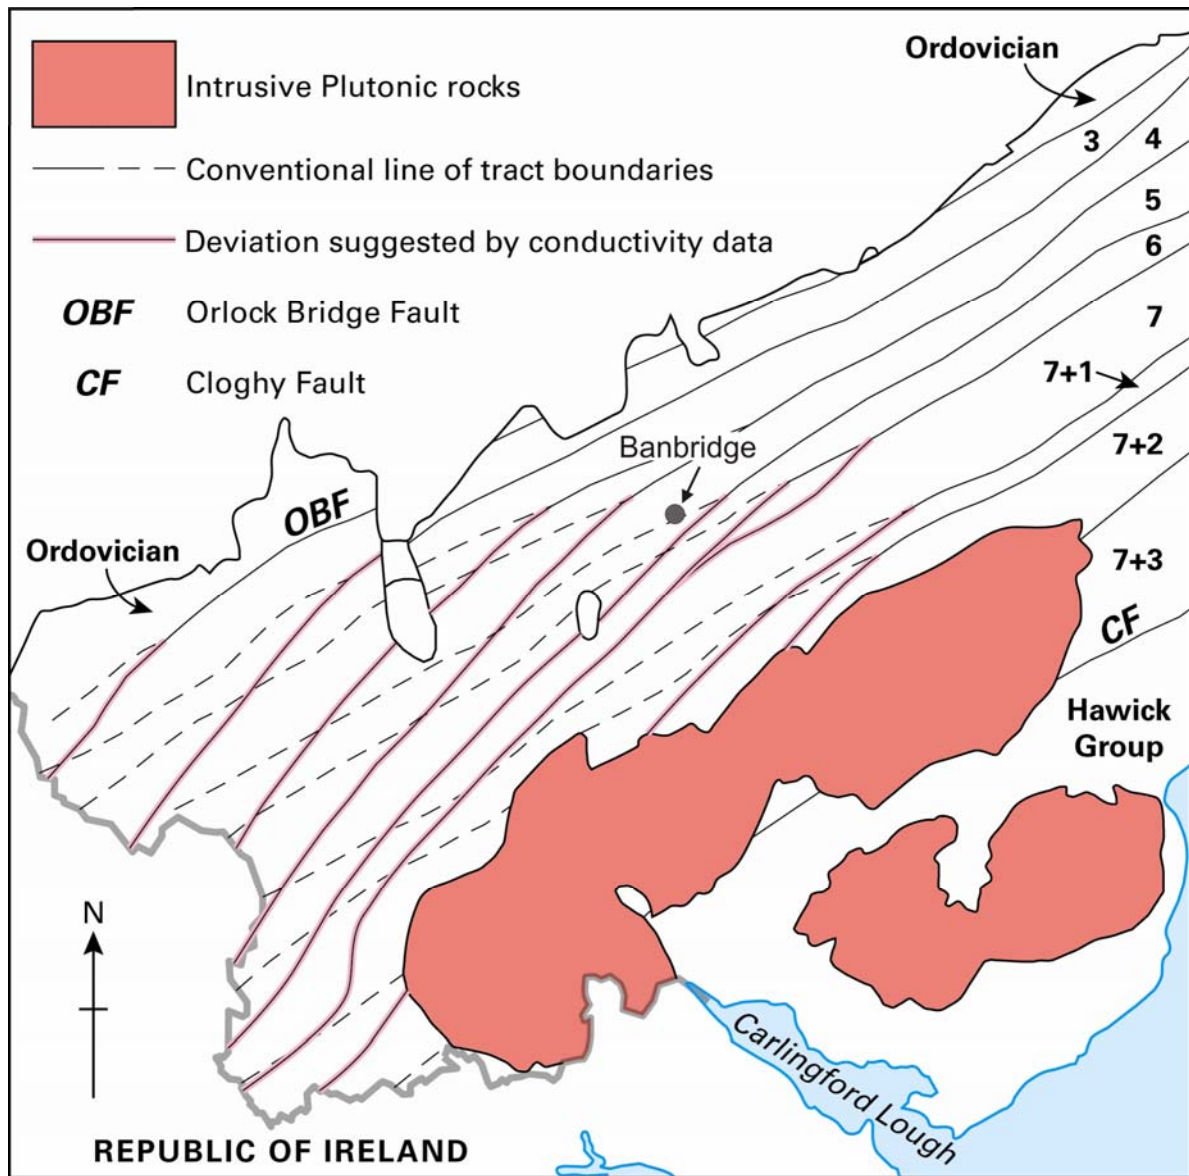 Intrusive Plutonic rocks
Conventional line of tract boundaries
Deviation suggested by conductivity data
OBF Orlock Bridge Fault
CF Cloghy Fault
Ordovician
3
4
5
6
7
7+1
7+2
7+3
CF
Hawick
Group
Banbridge
OBF
Ordovician
N
Carlingford Lough
REPUBLIC OF IRELAND